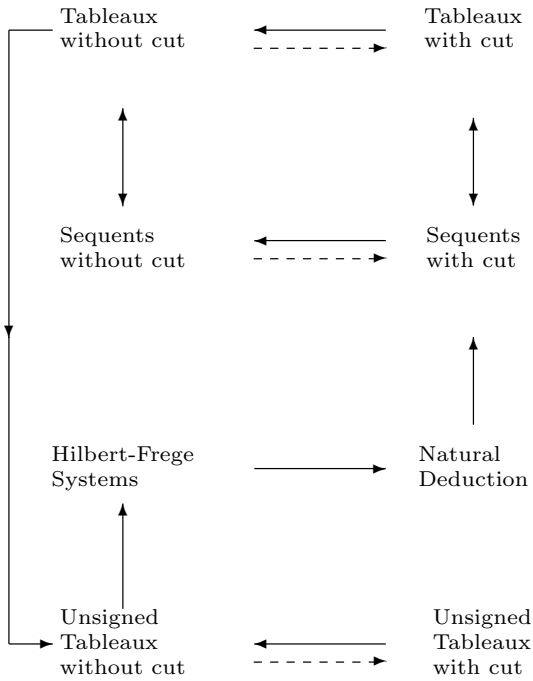 Tableaux
without cut
Tableaux
with cut
Sequents
without cut
Sequents
with cut
Hilbert-Frege
Systems
Natural
Deduction
Unsigned
Tableaux
without cut
Unsigned
Tableaux
with cut